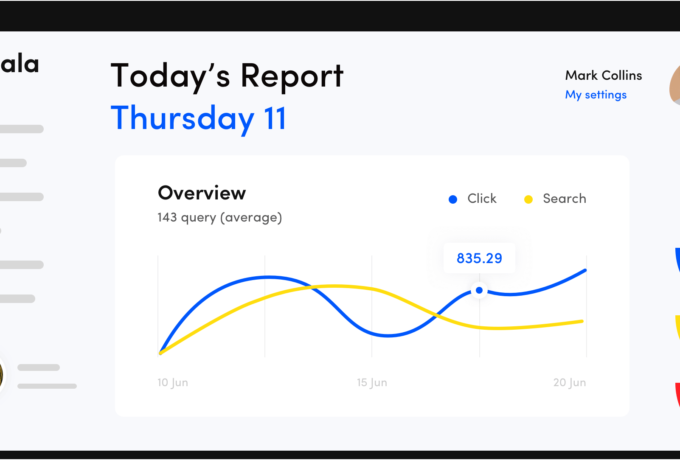 ala
Today’s Report
Thursday 11
Mark Collins
My settings
Overview
143 query (average)
Click
Search
835.29
10 Jun
15 Jun
20 Jun